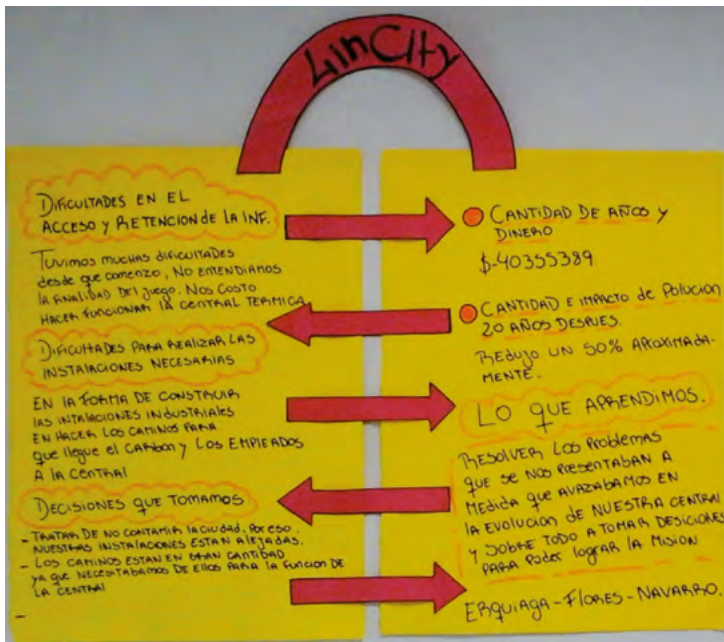 LinCity
DIFICULTADES EN EL
ACCESO Y RETENCION de LA INF.
TUVIMOS MUCHAS DIFICULTADES
desde que comenzo, NO ENTENDIAMOS
LA FINALIDAD DEL JUEGO. NOS COSTO
HACER FUNCIONAR LA CENTRAL TERMICA
DIFICULTADES PARA REALIZAR LAS
INSTALACIONES NECESARIAS
EN LA FORMA DE CONSTRUIR
LAS INTALACIONES INDUSTRIALES
EN HACER LOS CAMINOS PARA
que llegue el CARBON y LOS EMPLEADOS
A LA CENTRAL
DECISIONES QUE TOMAMOS
- TRATAR DE NO CONTAMIR LA CIUDAD. POR ESO.
NUESTRAS INSTALACIONES ESTAN ALEJADAS.
- LOS CAMINOS ESTAN EN GRAN CANTIDAD
YA QUE NECESITABAMOS DE ELLOS PARA LA FUNCION DE
LA CENTRAL
-
CANTIDAD DE AÑOS Y
DINERO
$-40355389
CANTIDAD E IMPACTO de POLUCION
20 AÑOS DESPUES.
REDUJO UN 50% APROXIMADA-
MENTE.
LO QUE APRENDIMOS.
RESOLVER LOS PROBLEMAS
QUE SE NOS PRESENTABAN A
MEDIDA QUE AVAZABAMOS EN
LA EVOLUCION DE NUESTRA CENTRAL
Y SOBRE TODO A TOMAR DESICIONES
PARA PODER LOGRAR LA MISION
ERQUIAGA - FLORES - NAVARRO.